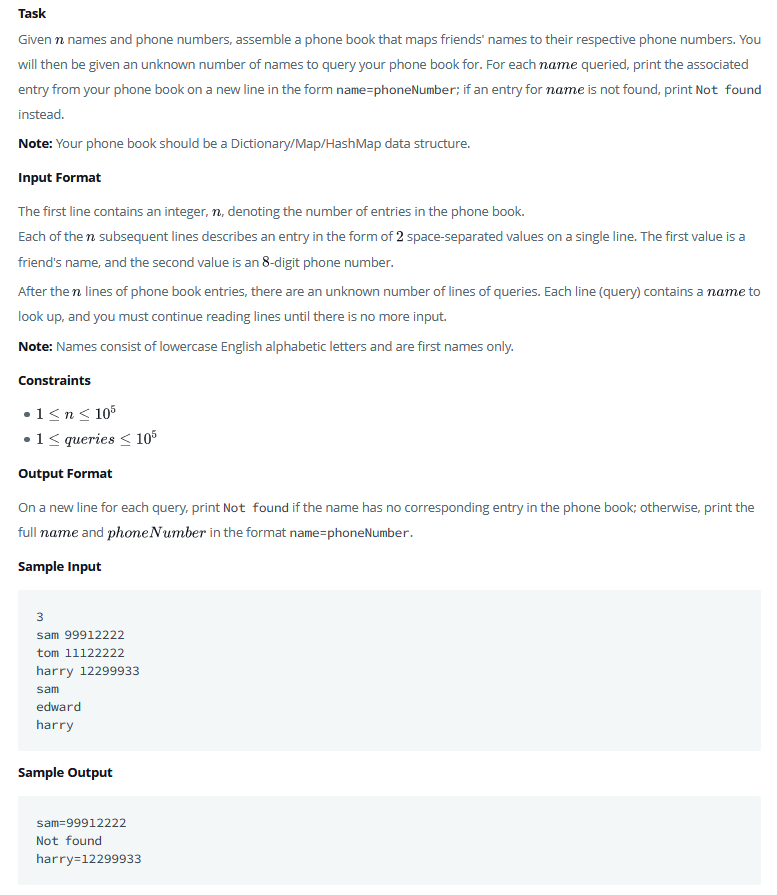 Task
Given n names and phone numbers, assemble a phone book that maps friends' names to their respective phone numbers. You
will then be given an unknown number of names to query your phone book for. For each name queried, print the associated
entry from your phone book on a new line in the form name=phoneNumber; if an entry for name is not found, print Not found
instead.
Note: Your phone book should be a Dictionary/Map/HashMap data structure.
Input Format
The first line contains an integer, n, denoting the number of entries in the phone book.
Each of the n subsequent lines describes an entry in the form of 2 space-separated values on a single line. The first value is a
friend's name, and the second value is an 8-digit phone number.
After the n lines of phone book entries, there are an unknown number of lines of queries. Each line (query) contains a name to
look up, and you must continue reading lines until there is no more input.
Note: Names consist of lowercase English alphabetic letters and are first names only.
Constraints
• 1 ≤ n ≤ 10⁵
• 1 ≤ queries ≤ 10⁵
Output Format
On a new line for each query, print Not found if the name has no corresponding entry in the phone book; otherwise, print the
full name and phoneNumber in the format name=phoneNumber.
Sample Input
3
sam 99912222
tom 11122222
harry 12299933
sam
edward
harry
Sample Output
sam=99912222
Not found
harry=12299933